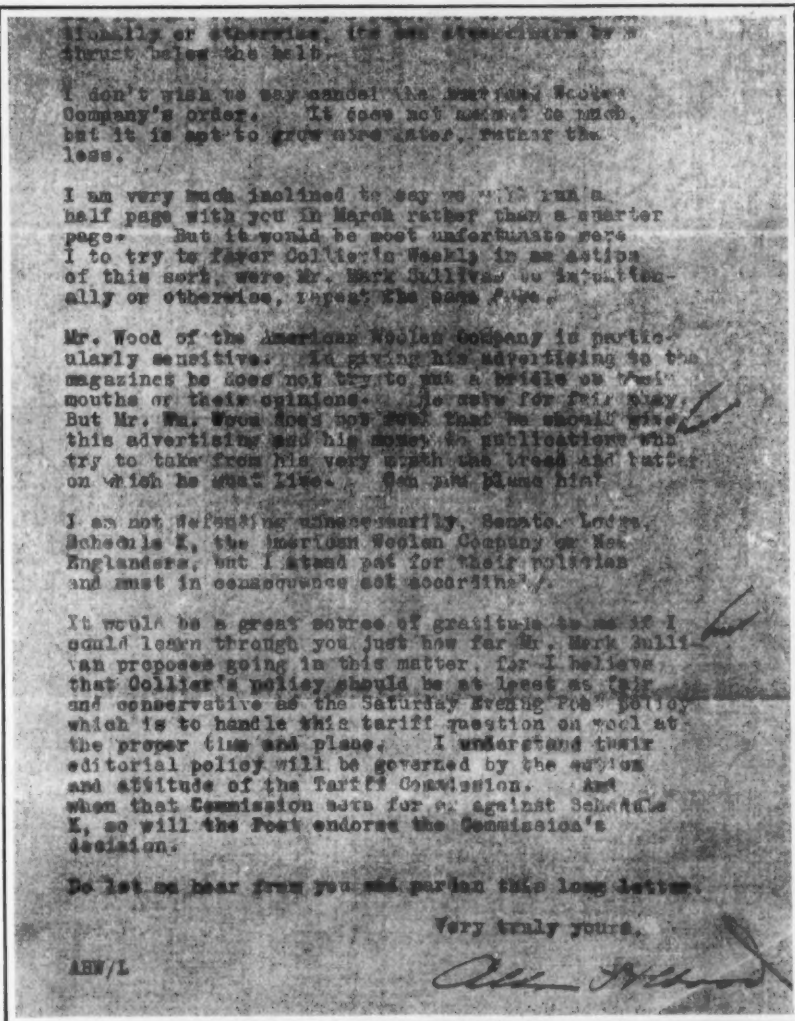 tionally or otherwise, its own steamlinere by a
thrust below the belt.
I don't wish to say cancel the American Woolen
Company's order. It does not amount to much,
but it is apt to grow more later, rather than
less.
I am very much inclined to say we will run a
half page with you in March rather than a quarter
page. But it would be most unfortunate were
I to try to favor Collier's Weekly in an action
of this sort, were Mr. Mark Sullivan to intention-
ally or otherwise, repeat the same
Mr. Wood of the American Woolen Company is partic-
ularly sensitive. In giving his advertising to the
magazines he does not try to put a bridle on their
mouths or their opinions. He asks for fair play.
But Mr. Wm. Wood does not feel that he should give
this advertising and his money to publications who
try to take from his very mouth the bread and butter
on which he must live. Can you blame him?
I am not defending unnecessarily, Senator Lodge,
Schedule K, the American Woolen Company or New
Englanders, but I stand pat for their policies
and must in consequence act accordingly.
It would be a great source of gratitude to me if I
could learn through you just how far Mr. Mark Sulli-
van proposes going in this matter, for I believe
that Collier's policy should be at least as fair
and conservative as the Saturday Evening Post policy
which is to handle this tariff question on wool at
the proper time and place. I understand their
editorial policy will be governed by the action
and attitude of the Tariff Commission. And
when that Commission acts for or against Schedule
K, so will the Post endorse the Commission's
decision.
Do let me hear from you and pardon this long letter.
Very truly yours,
AHW/L